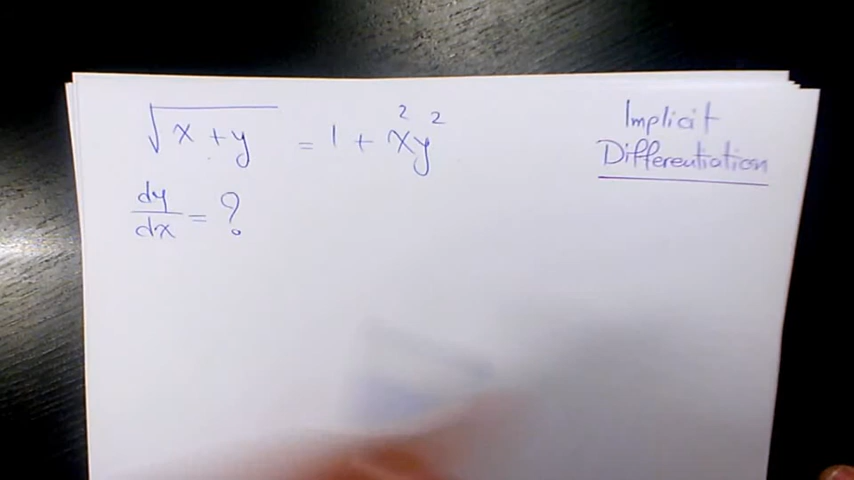 √(x + y) = 1 + x²y²
dy/dx = ?
Implicit
Differentiation